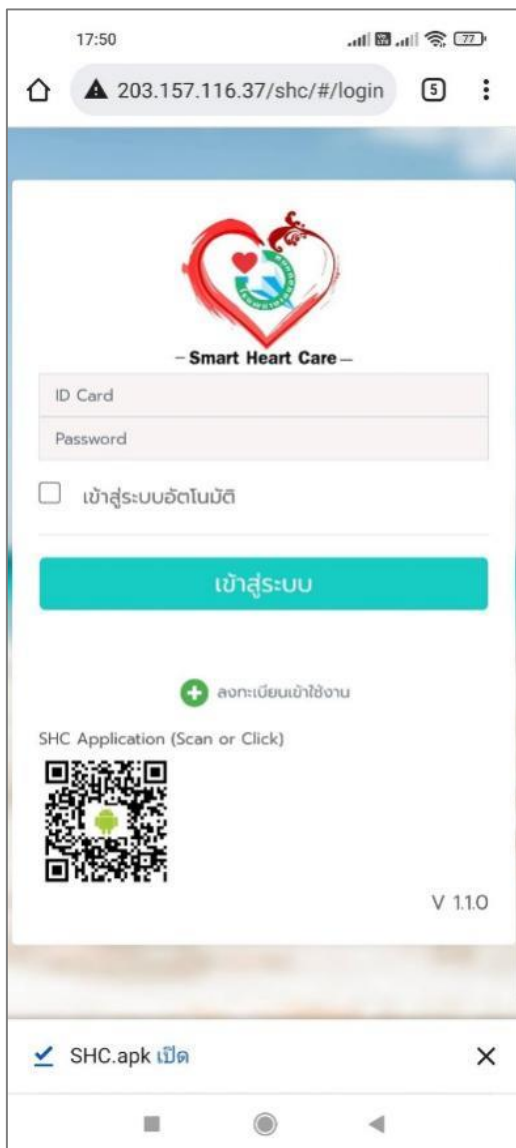 17:50
77
203.157.116.37/shc/#/login
5
Smart Heart Care
ID Card
Password
เข้าสู่ระบบอัตโนมัติ
เข้าสู่ระบบ
ลงทะเบียนเข้าใช้งาน
SHC Application (Scan or Click)
V 1.1.0
SHC.apk เปิด